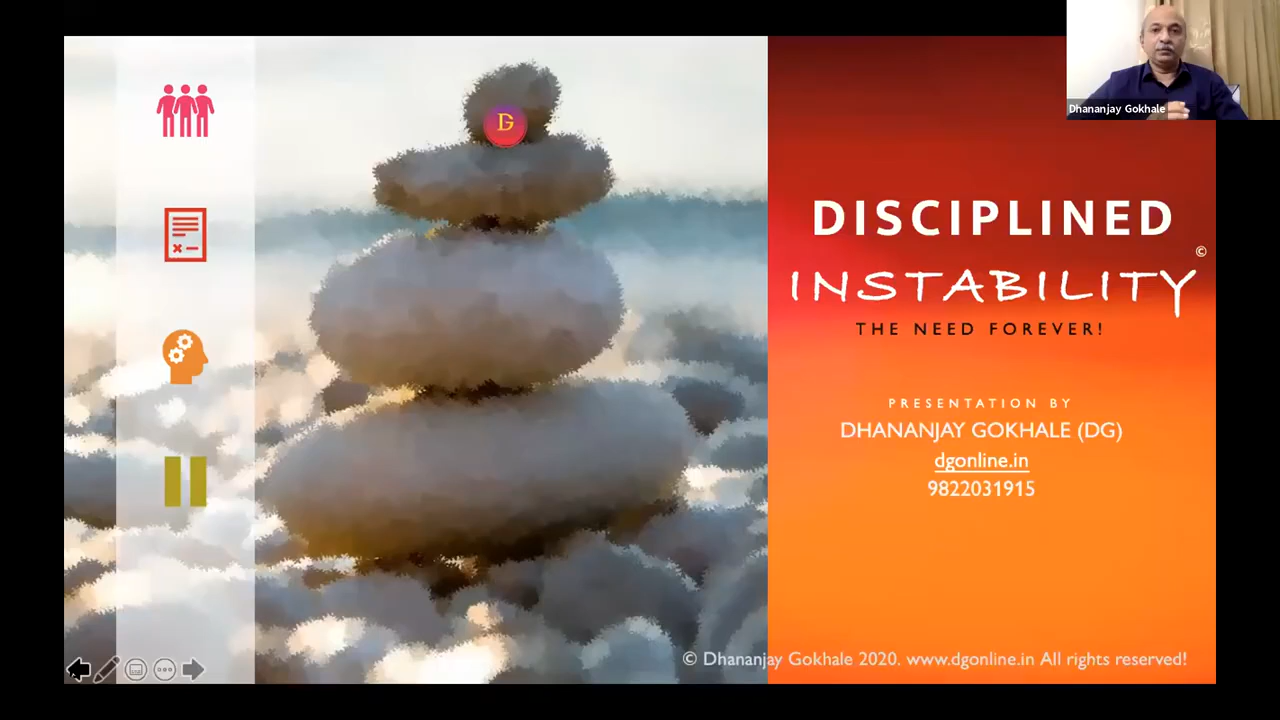 Dhananjay Gokhale
DG
DISCIPLINED
©
INSTABILITY
THE NEED FOREVER!
PRESENTATION BY
DHANANJAY GOKHALE (DG)
dgonline.in
9822031915
© Dhananjay Gokhale 2020. www.dgonline.in All rights reserved!